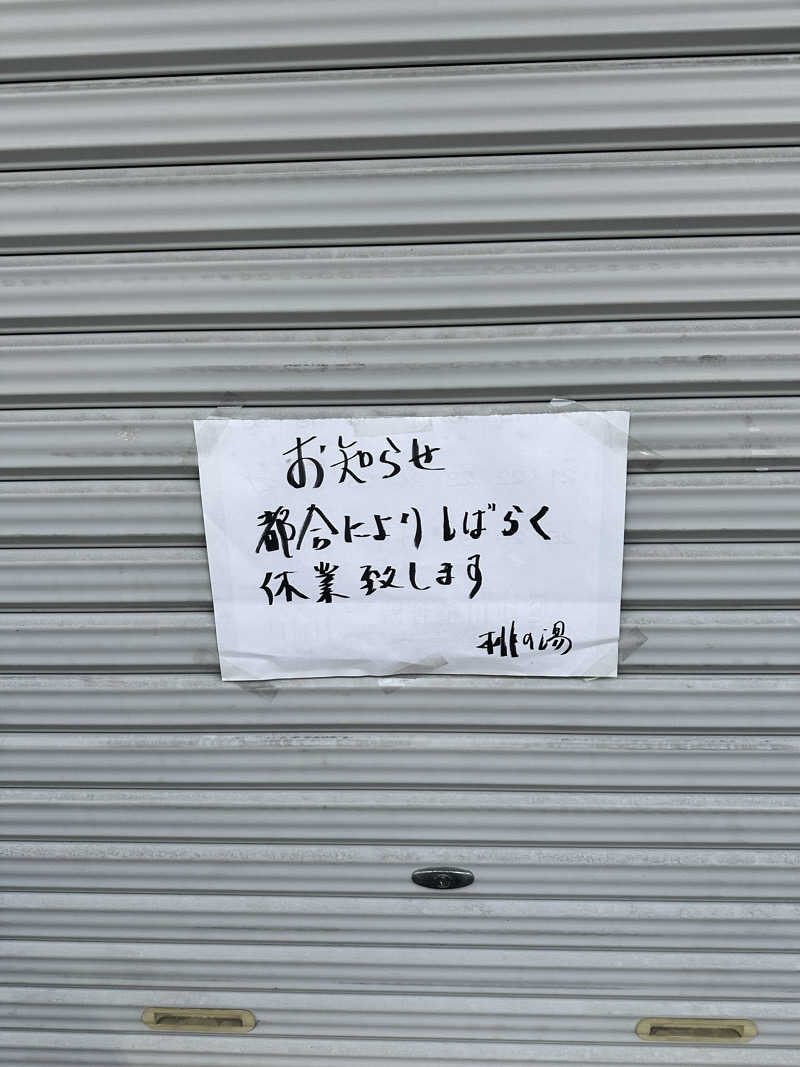 お知らせ
都合によりしばらく
休業致します
桃の湯